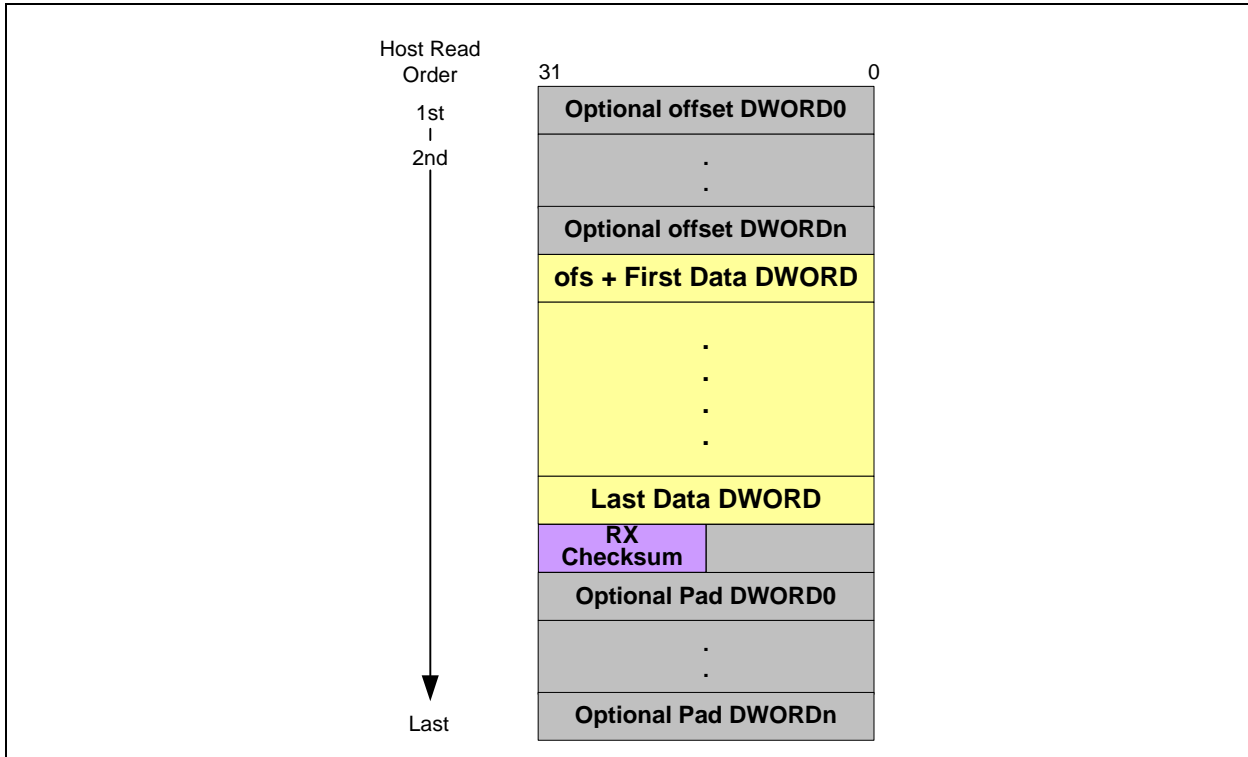 Host Read
Order
31
0
1st
2nd
Optional offset DWORD0
.
.
Optional offset DWORDn
ofs + First Data DWORD
.
.
.
.
Last Data DWORD
RX
Checksum
Optional Pad DWORD0
.
.
Optional Pad DWORDn
Last